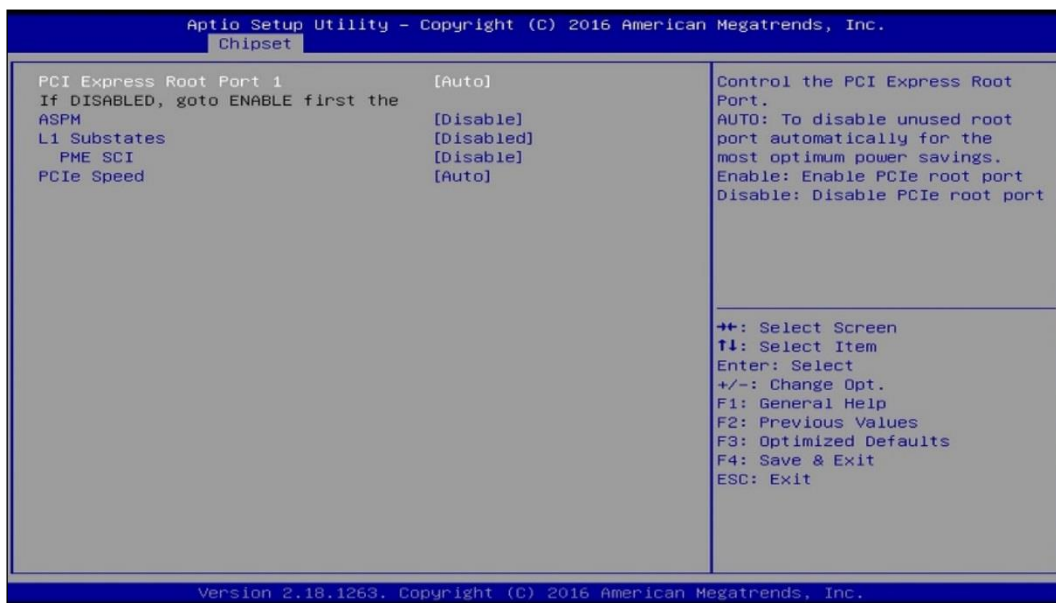 Aptio Setup Utility – Copyright (C) 2016 American Megatrends, Inc.
Chipset
PCI Express Root Port 1 [Auto]
If DISABLED, goto ENABLE first the
ASPM [Disable]
L1 Substates [Disabled]
PME SCI [Disable]
PCIe Speed [Auto]
Control the PCI Express Root
Port.
AUTO: To disable unused root
port automatically for the
most optimum power savings.
Enable: Enable PCIe root port
Disable: Disable PCIe root port
→←: Select Screen
↑↓: Select Item
Enter: Select
+/-: Change Opt.
F1: General Help
F2: Previous Values
F3: Optimized Defaults
F4: Save & Exit
ESC: Exit
Version 2.18.1263. Copyright (C) 2016 American Megatrends, Inc.